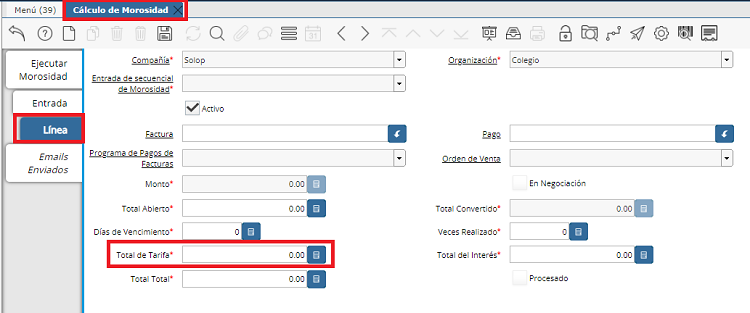 Menú (39) Cálculo de Morosidad
Ejecutar Morosidad
Entrada
Línea
Emails Enviados
Compañía* Solop Organización* Colegio
Entrada de secuencial de Morosidad*
Activo
Factura Pago
Programa de Pagos de Facturas Orden de Venta
Monto* 0.00 En Negociación
Total Abierto* 0.00 Total Convertido* 0.00
Días de Vencimiento* 0 Veces Realizado* 0
Total de Tarifa* 0.00 Total del Interés* 0.00
Total Total* 0.00 Procesado